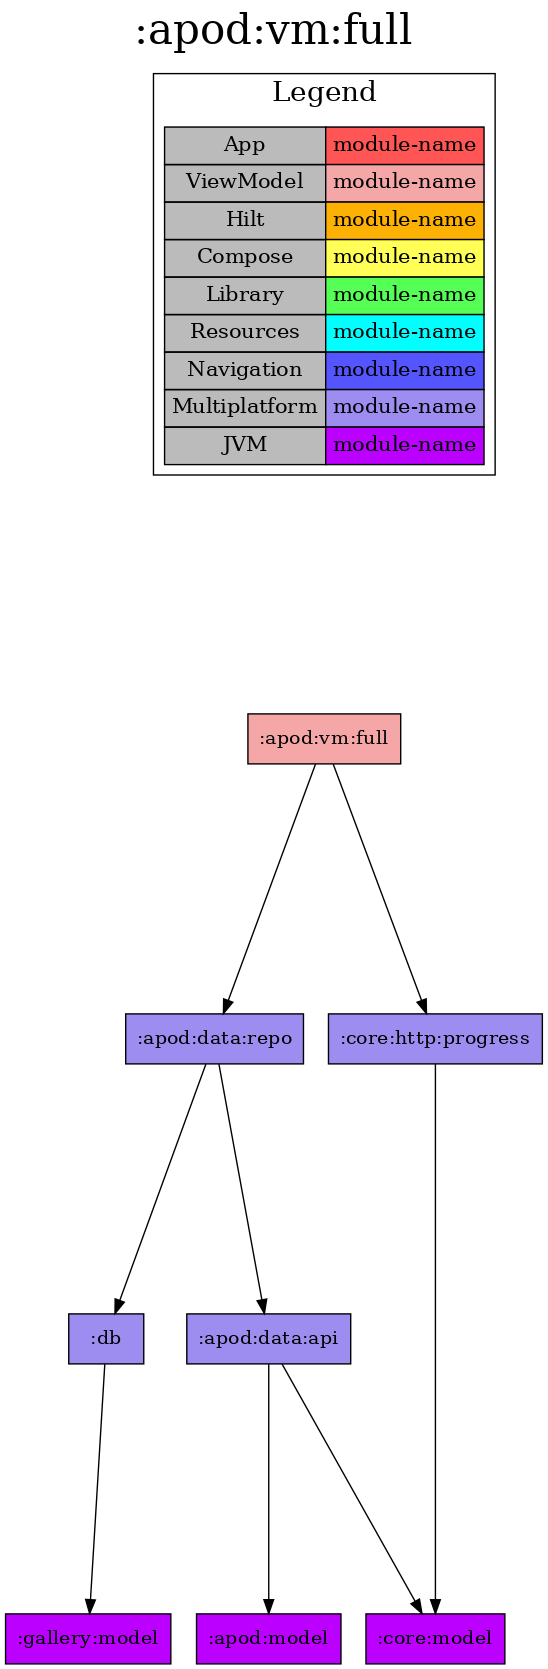 :apod:vm:full
Legend
App module-name
ViewModel module-name
Hilt module-name
Compose module-name
Library module-name
Resources module-name
Navigation module-name
Multiplatform module-name
JVM module-name
:apod:vm:full
:apod:data:repo :core:http:progress
:db :apod:data:api
:gallery:model :apod:model :core:model